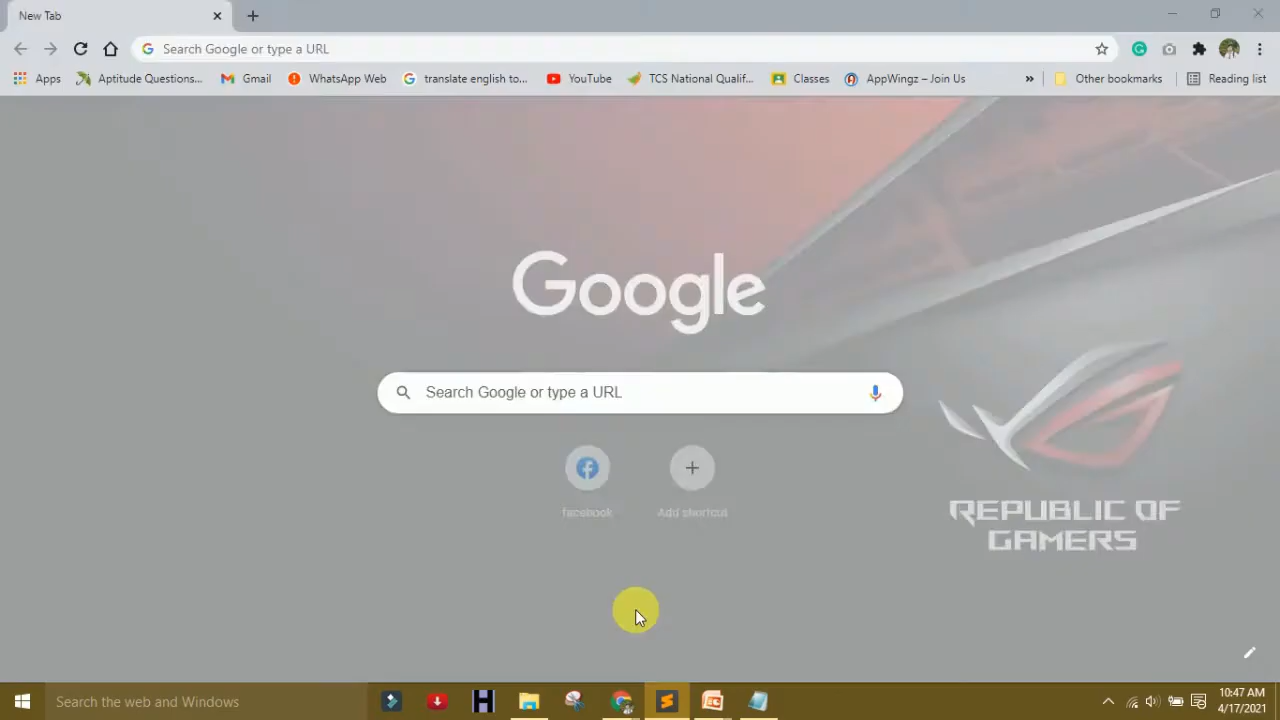 New Tab
Search Google or type a URL
Apps Aptitude Questions... Gmail WhatsApp Web translate english to... YouTube TCS National Qualif... Classes AppWingz – Join Us » Other bookmarks Reading list
Google
Search Google or type a URL
facebook Add shortcut
REPUBLIC OF
GAMERS
Search the web and Windows
10:47 AM
4/17/2021